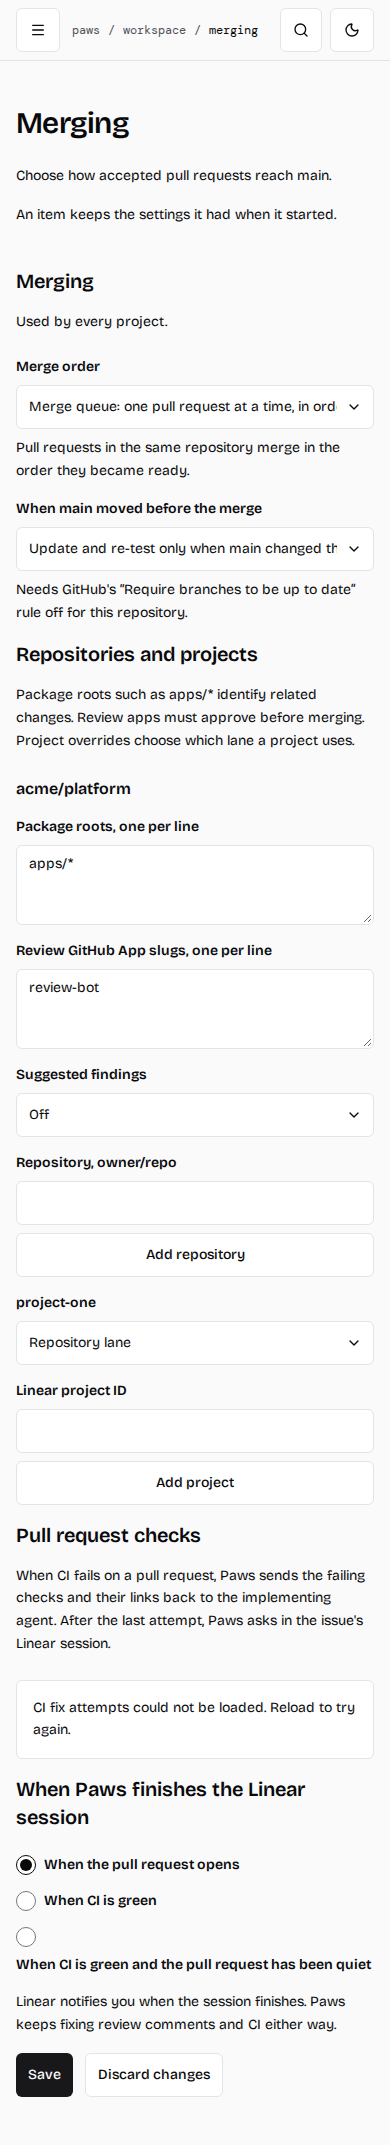 paws / workspace / merging
Merging
Choose how accepted pull requests reach main.
An item keeps the settings it had when it started.
Merging
Used by every project.
Merge order
Merge queue: one pull request at a time, in ord
Pull requests in the same repository merge in the
order they became ready.
When main moved before the merge
Update and re-test only when main changed th
Needs GitHub's "Require branches to be up to date"
rule off for this repository.
Repositories and projects
Package roots such as apps/* identify related
changes. Review apps must approve before merging.
Project overrides choose which lane a project uses.
acme/platform
Package roots, one per line
apps/*
Review GitHub App slugs, one per line
review-bot
Suggested findings
Off
Repository, owner/repo
Add repository
project-one
Repository lane
Linear project ID
Add project
Pull request checks
When CI fails on a pull request, Paws sends the failing
checks and their links back to the implementing
agent. After the last attempt, Paws asks in the issue's
Linear session.
CI fix attempts could not be loaded. Reload to try
again.
When Paws finishes the Linear
session
When the pull request opens
When CI is green
When CI is green and the pull request has been quiet
Linear notifies you when the session finishes. Paws
keeps fixing review comments and CI either way.
Save
Discard changes